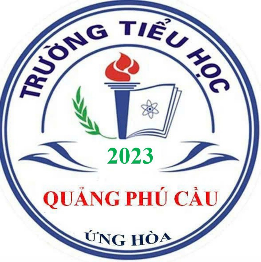 TRƯỜNG TIỂU HỌC
2023
QUẢNG PHÚ CẦU
ỨNG HÒA